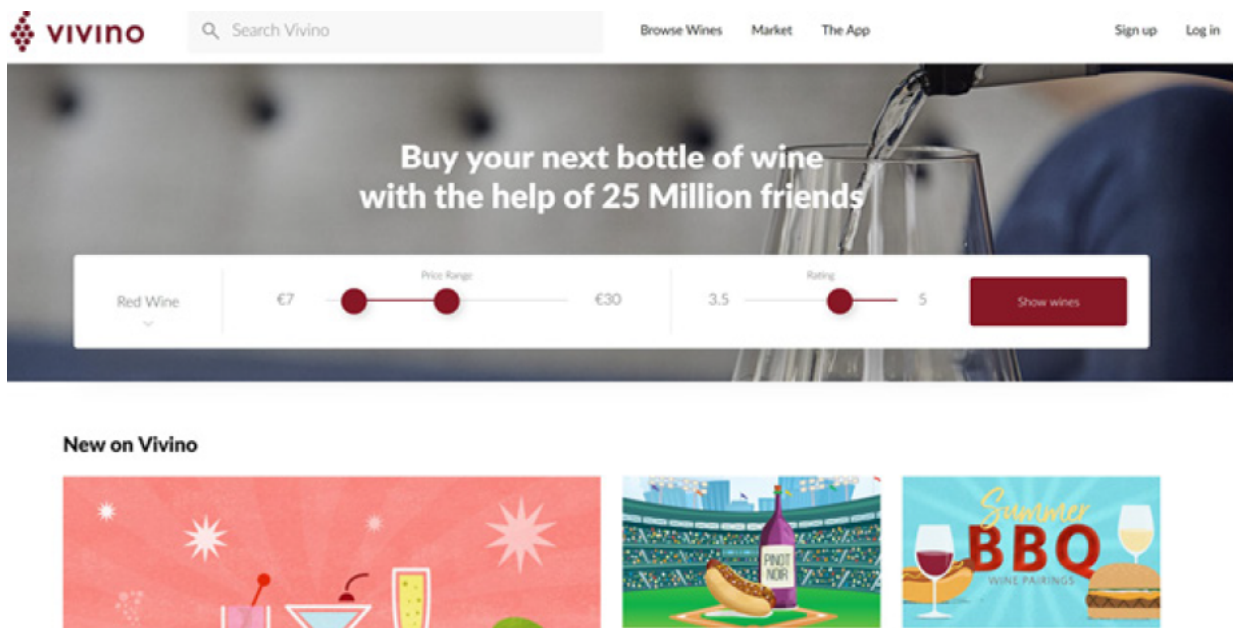 vivino
Search Vivino
Browse Wines
Market
The App
Sign up
Log in
Buy your next bottle of wine
with the help of 25 Million friends
Red Wine
Price Range
€7
€30
Rating
3.5
5
Show wines
New on Vivino
PINOT
NOIR
Summer
BBQ
WINE PAIRINGS